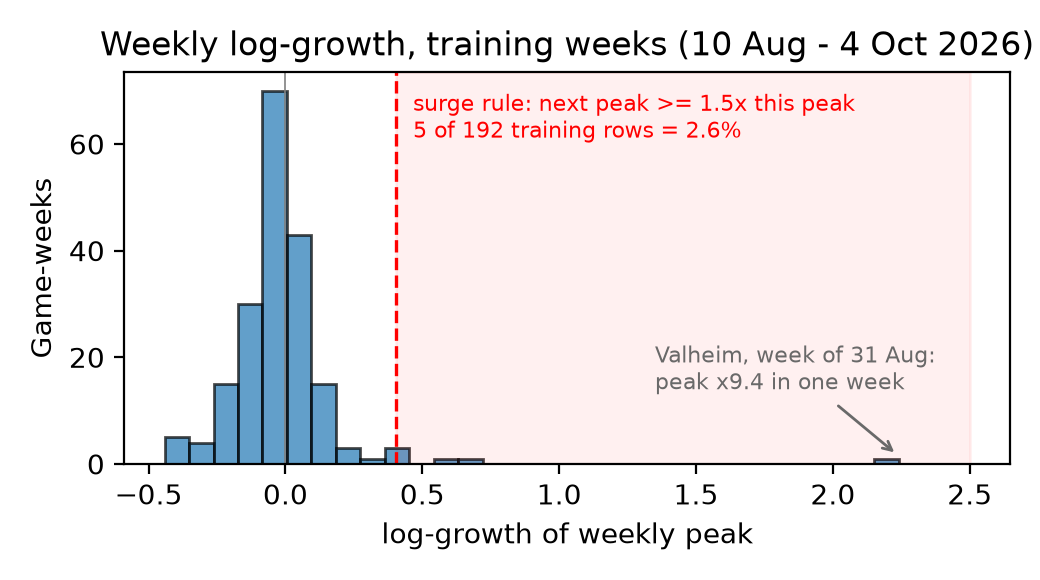 Weekly log-growth, training weeks (10 Aug - 4 Oct 2026)
surge rule: next peak >= 1.5x this peak
5 of 192 training rows = 2.6%
Valheim, week of 31 Aug:
peak x9.4 in one week
Game-weeks
60
40
20
0
−0.5 0.0 0.5 1.0 1.5 2.0 2.5
log-growth of weekly peak